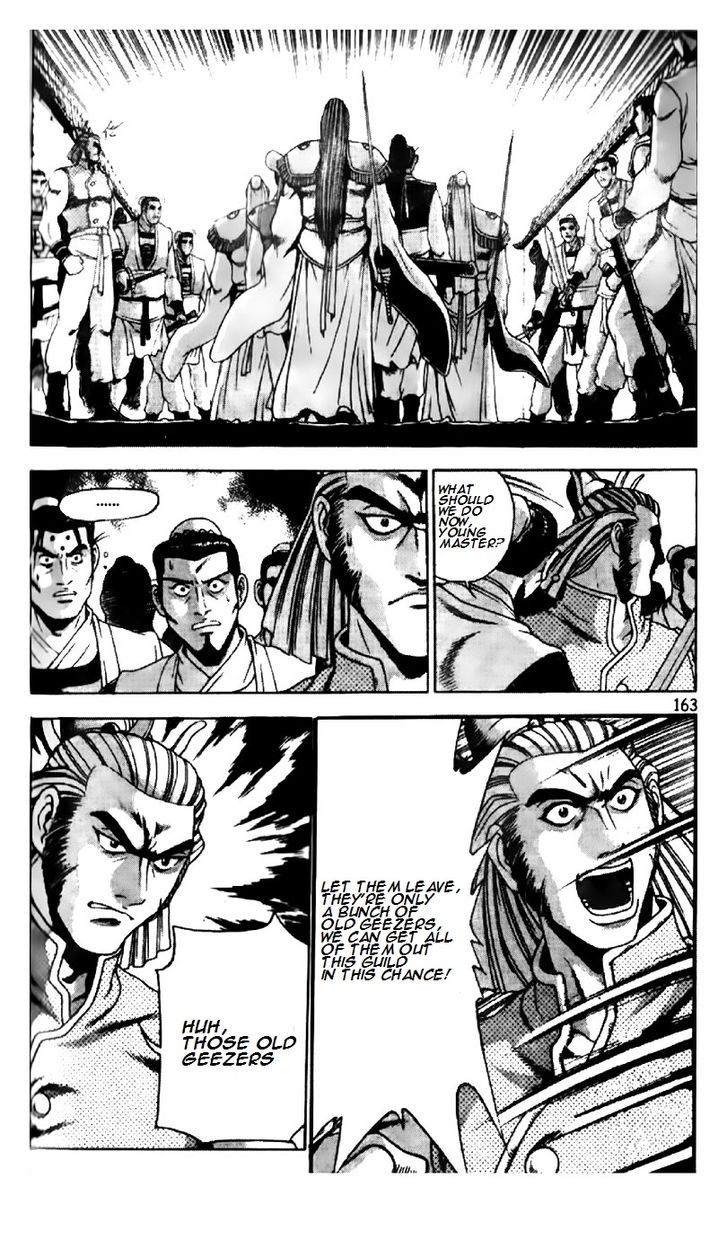 ......
WHAT
SHOULD
WE DO
NOW,
YOUNG
MASTER?
163
HUH,
THOSE OLD
GEEZERS
LET THEM LEAVE,
THEY'RE ONLY
A BUNCH OF
OLD GEEZERS,
WE CAN GET ALL
OF THEM OUT
THIS GUILD
IN THIS CHANCE!